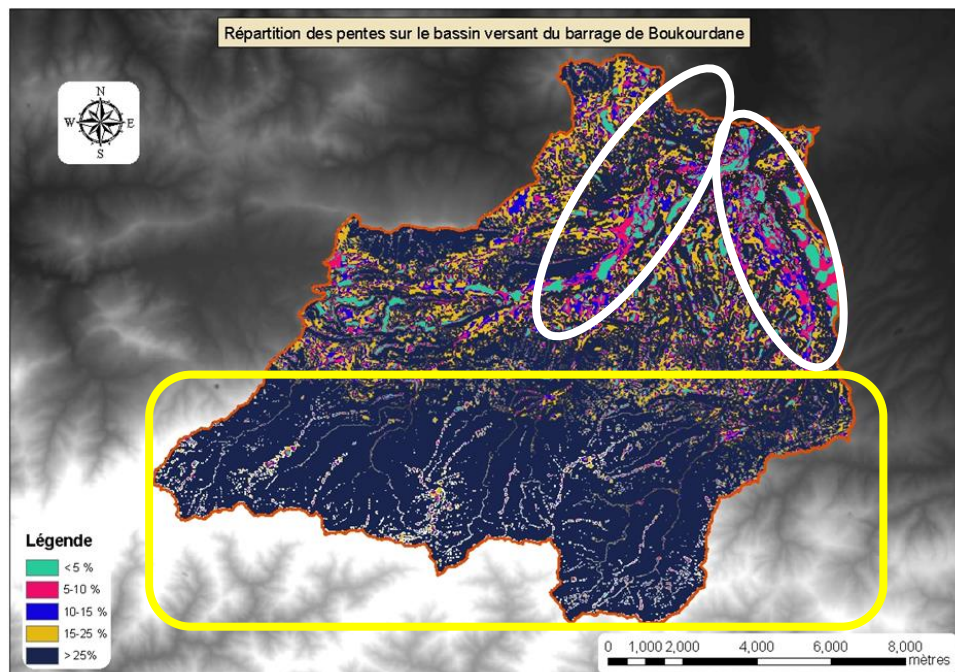 Répartition des pentes sur le bassin versant du barrage de Boukourdane
N
W E
S
Légende
< 5 %
5-10 %
10-15 %
15-25 %
> 25%
0 1,000 2,000 4,000 6,000 8,000
mètres